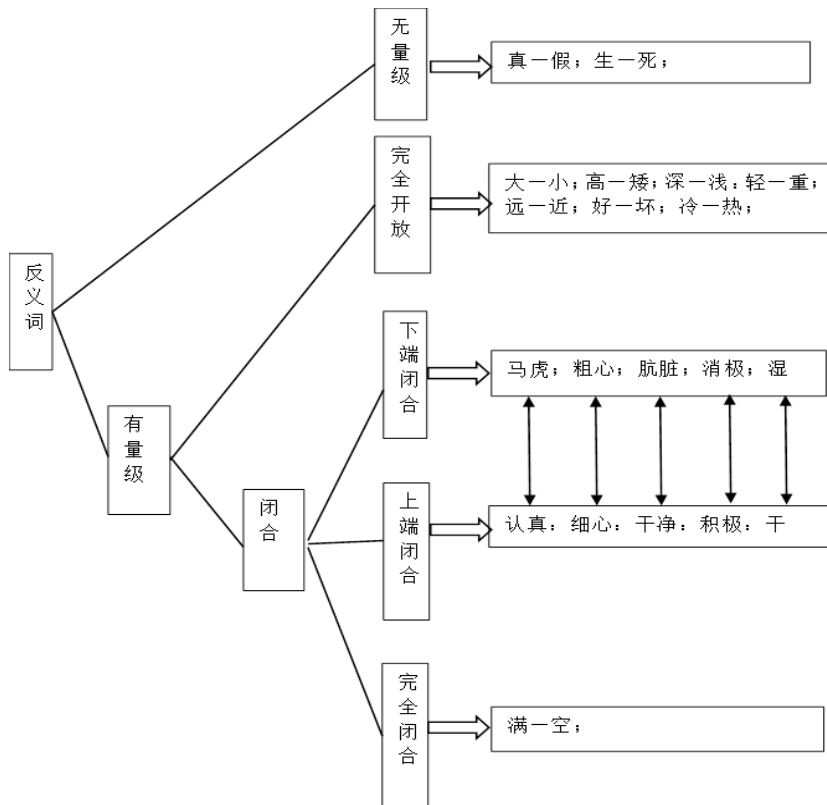 无量级
真一假；生一死；
完全开放
大一小；高一矮；深一浅：轻一重；
远一近；好一坏；冷一热；
反义词
下端闭合
马虎；粗心；肮脏；消极；湿
有量级
闭合
上端闭合
认真：细心：干净：积极：干
完全闭合
满一空；